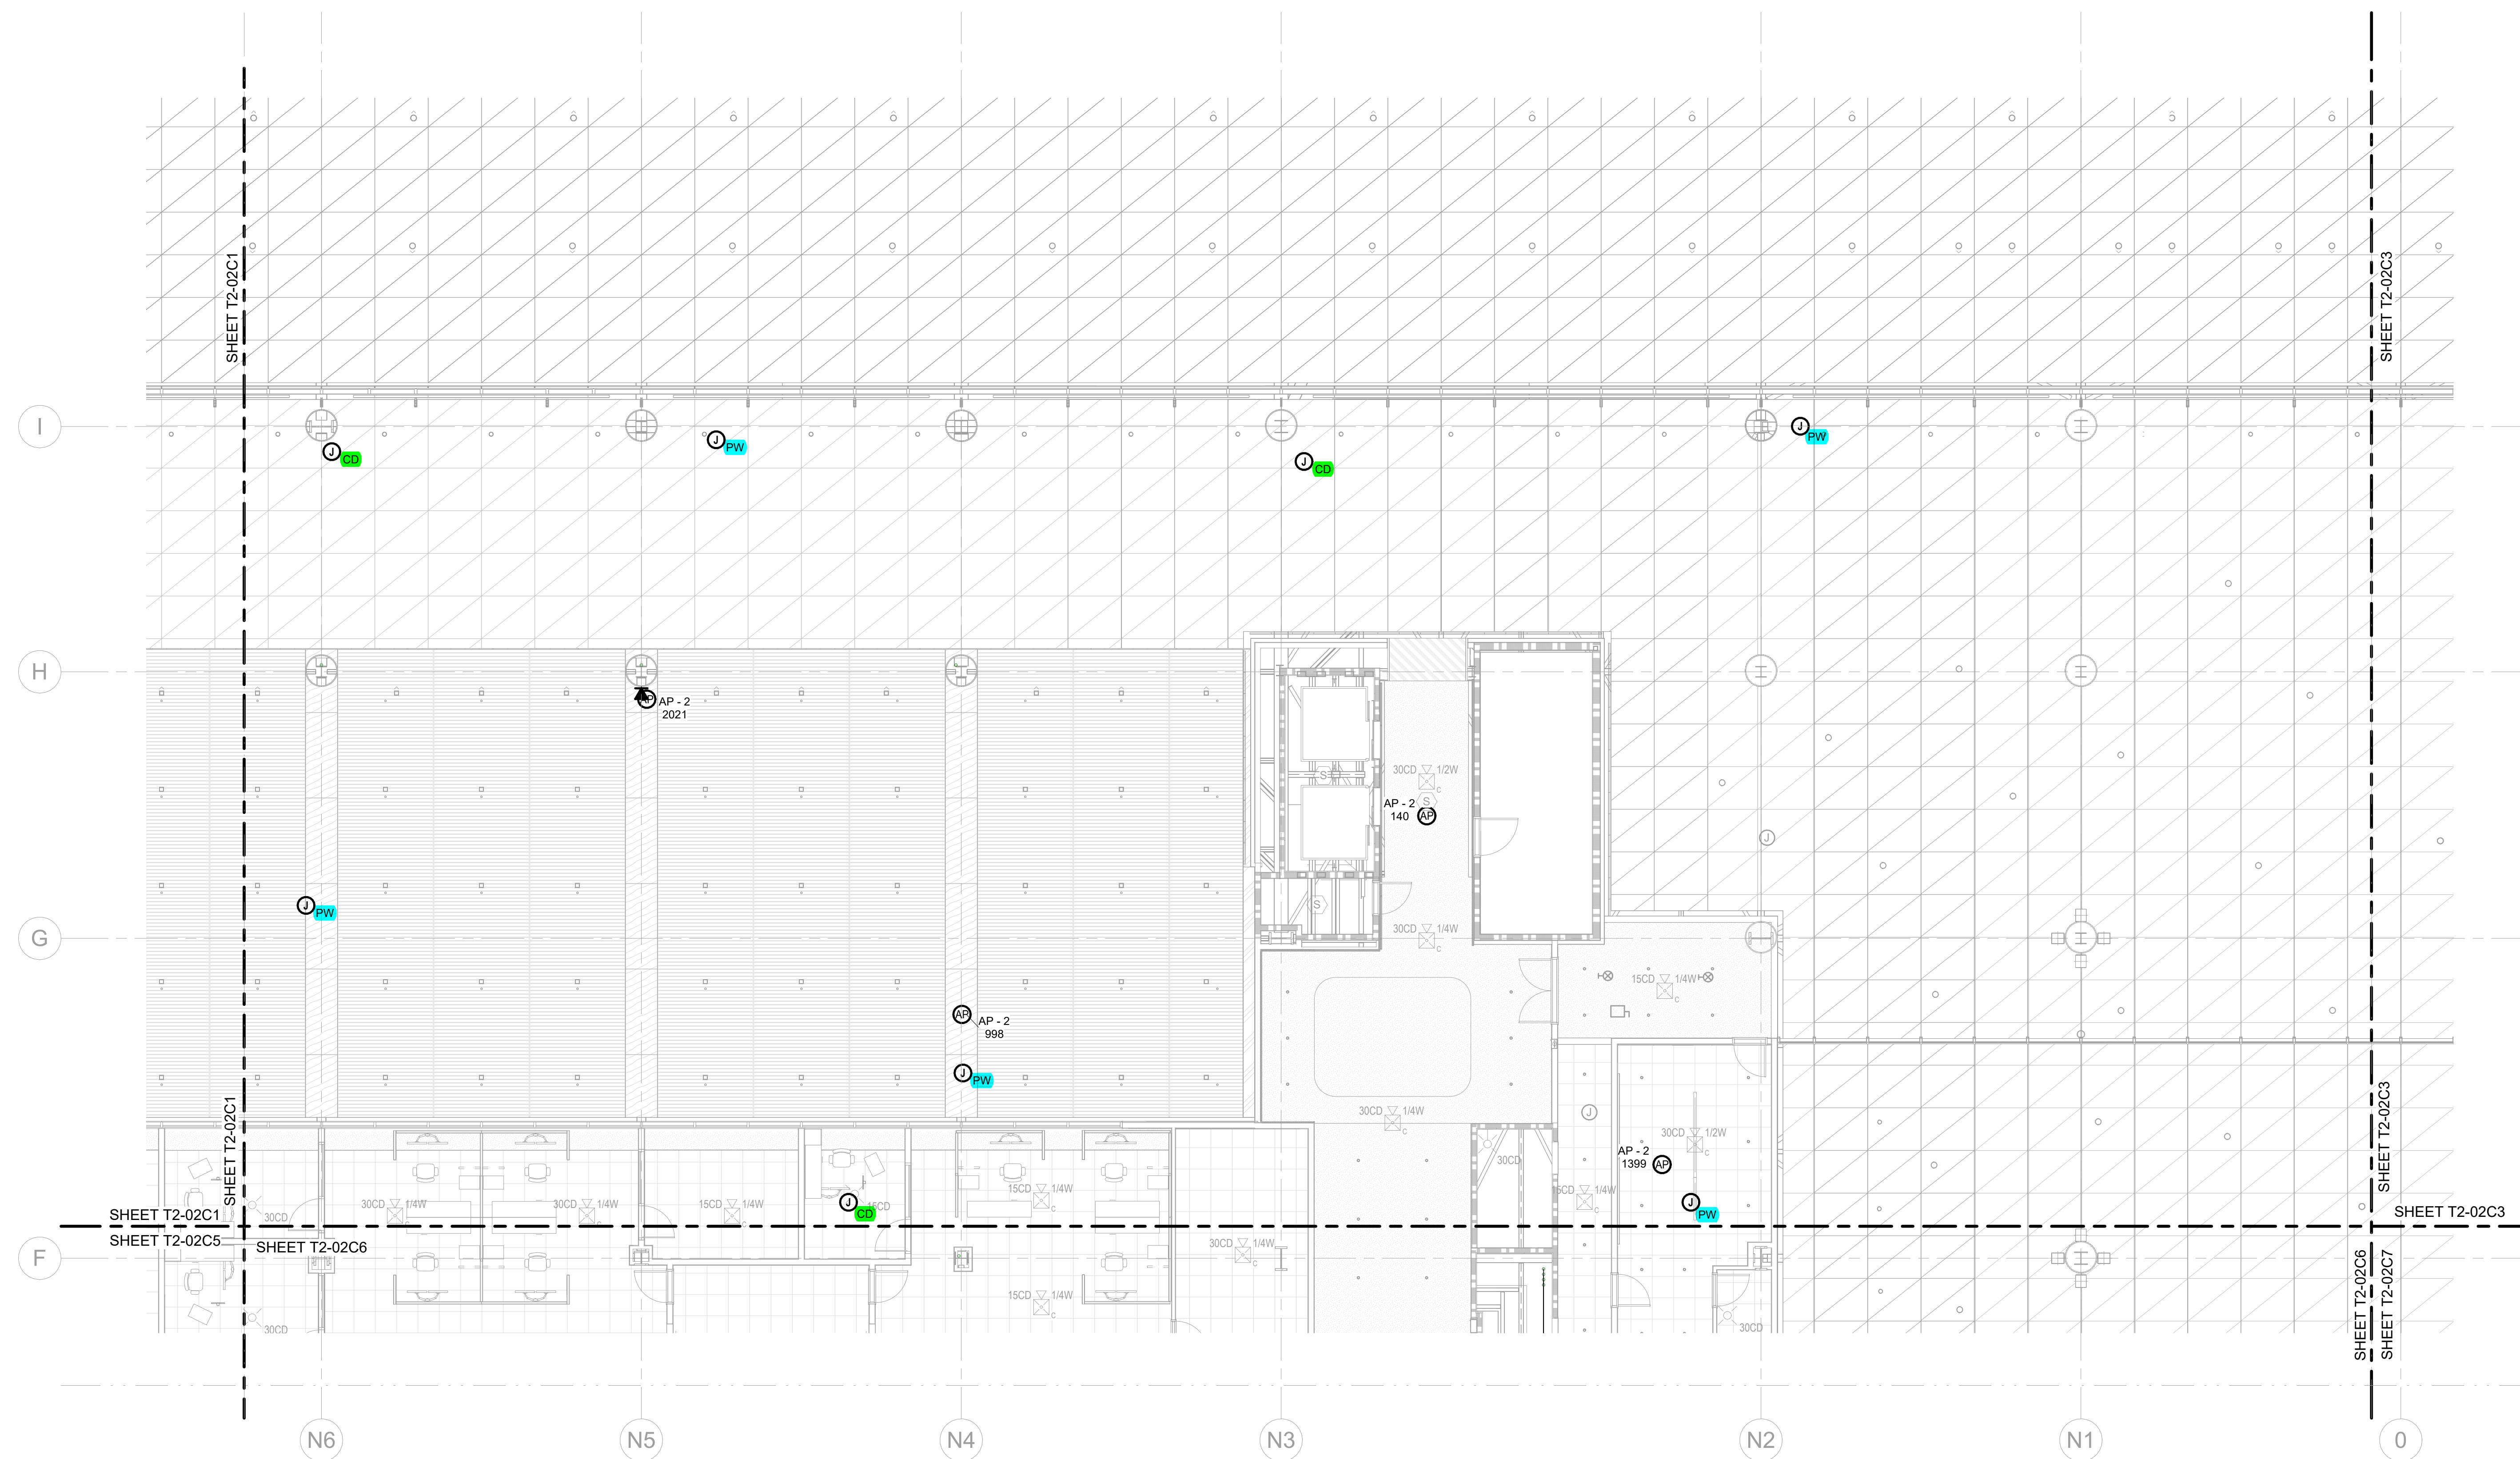 SHEET T2-02C1
SHEET T2-02C3
I
J
CD
J
PW
J
CD
J
PW
H
AP
AP - 2
2021
S
30CD
1/2W
C
S
AP - 2
140
AP
J
S
J
PW
30CD
1/4W
C
G
15CD
1/4W
C
AP
AP - 2
998
J
PW
SHEET T2-02C1
SHEET T2-02C3
30CD
1/4W
C
J
30CD
1/2W
C
30CD
AP - 2
1399
AP
30CD
30CD
1/4W
C
30CD
1/4W
C
15CD
1/4W
C
J
15CD
CD
15CD
1/4W
C
15CD
1/4W
C
J
PW
SHEET T2-02C1
SHEET T2-02C3
SHEET T2-02C5
SHEET T2-02C6
F
30CD
1/4W
C
SHEET T2-02C6
SHEET T2-02C7
15CD
1/4W
C
30CD
30CD
N6
N5
N4
N3
N2
N1
0